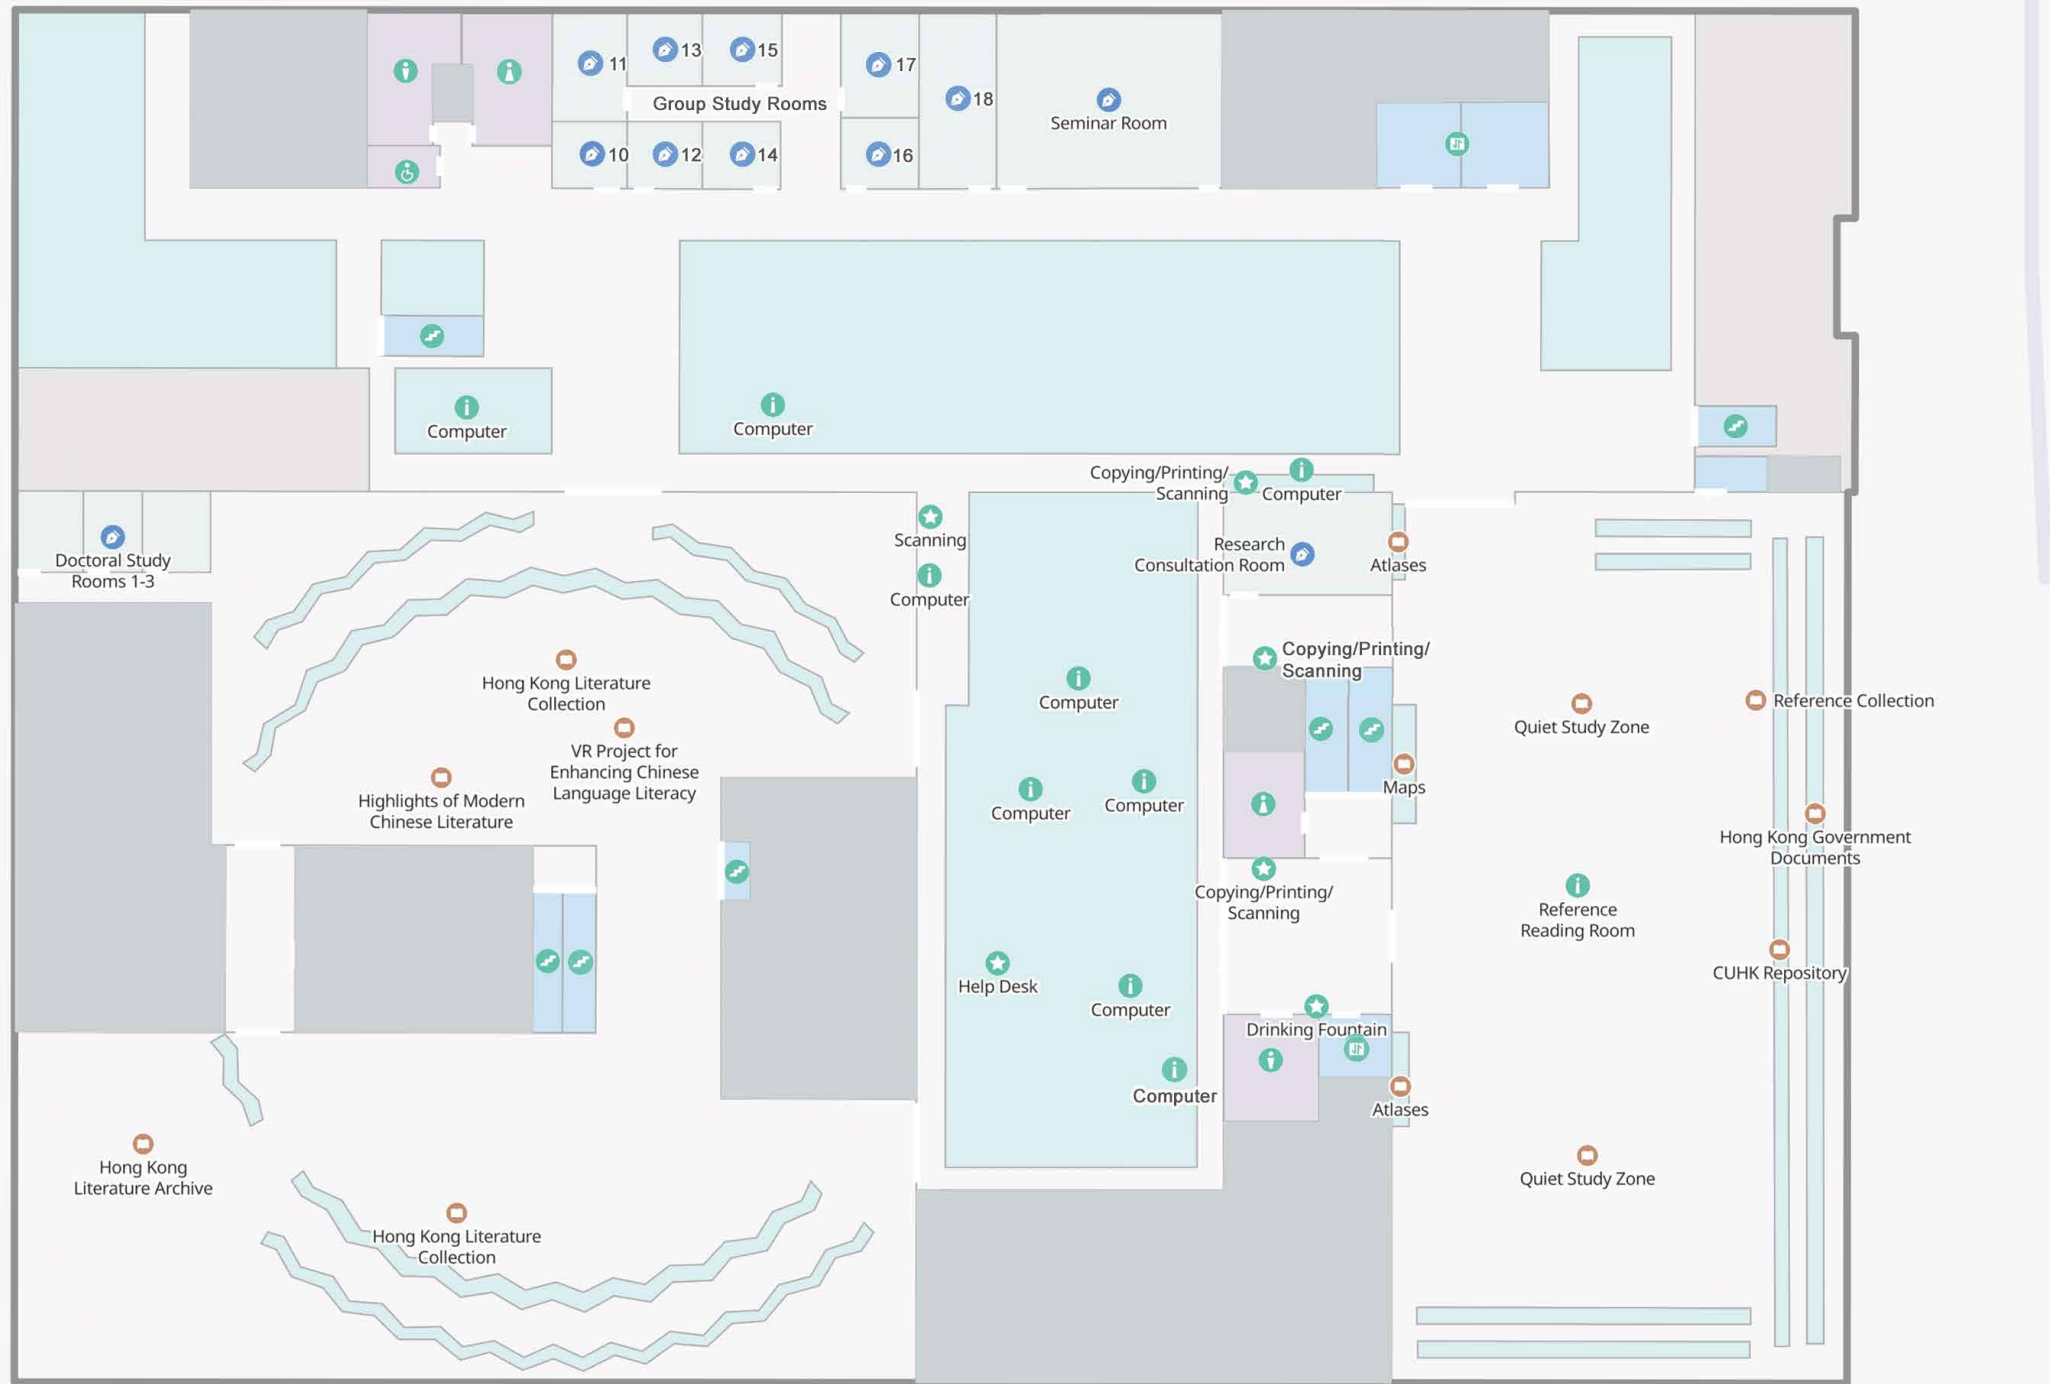 11
13
15
17
18
Group Study Rooms
Seminar Room
10
12
14
16
Computer
Computer
Copying/Printing/
Scanning
Computer
Scanning
Computer
Research
Consultation Room
Atlases
Doctoral Study
Rooms 1-3
Copying/Printing/
Scanning
Hong Kong Literature
Collection
Computer
Quiet Study Zone
Reference Collection
VR Project for
Enhancing Chinese
Language Literacy
Highlights of Modern
Chinese Literature
Computer
Computer
Maps
Hong Kong Government
Documents
Copying/Printing/
Scanning
Reference
Reading Room
CUHK Repository
Help Desk
Computer
Drinking Fountain
Computer
Atlases
Hong Kong
Literature Archive
Quiet Study Zone
Hong Kong Literature
Collection